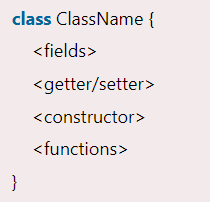 class ClassName {
<fields>
<getter/setter>
<constructor>
<functions>
}